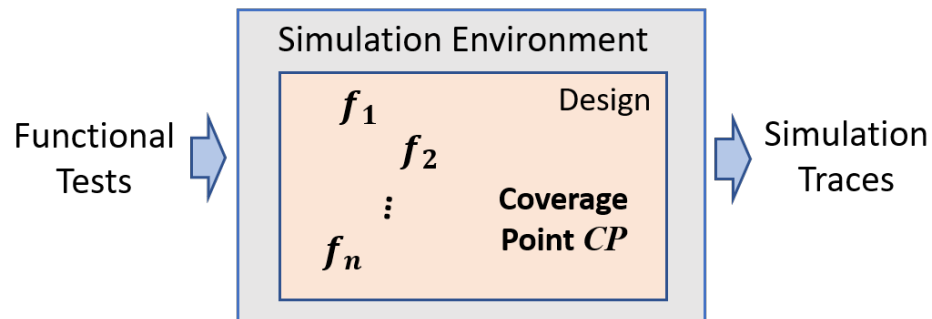 Simulation Environment
Design
f1
f2
⋮
fn
Coverage
Point CP
Functional
Tests
Simulation
Traces